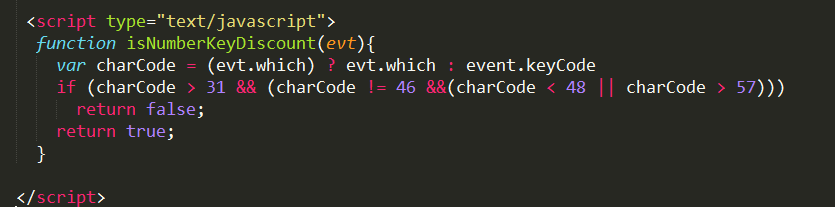 <script type="text/javascript">
function isNumberKeyDiscount(evt){
var charCode = (evt.which) ? evt.which : event.keyCode
if (charCode > 31 && (charCode != 46 &&(charCode < 48 || charCode > 57)))
return false;
return true;
}
</script>